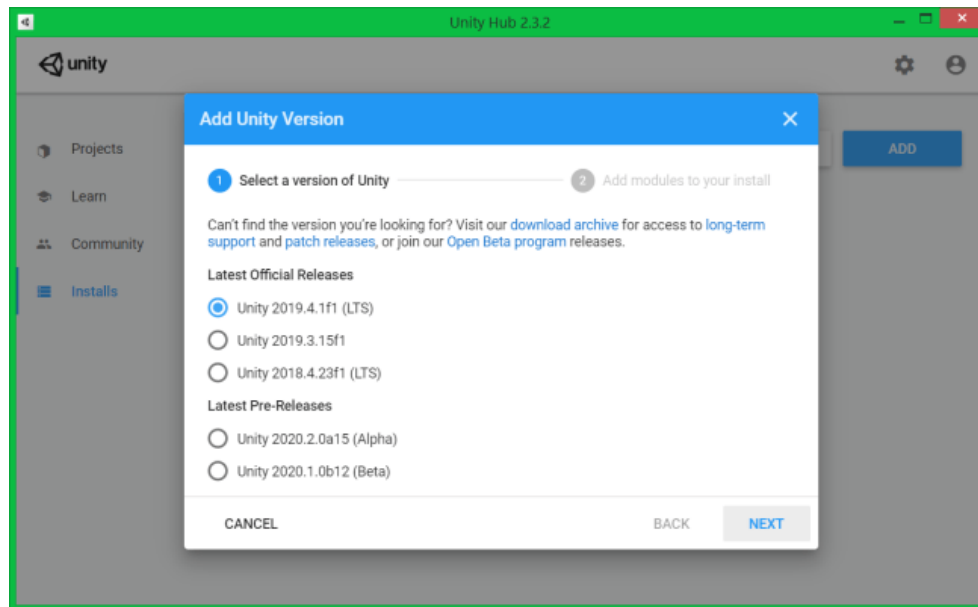 Unity Hub 2.3.2
unity
Projects
Learn
Community
Installs
ADD
Add Unity Version
1 Select a version of Unity
2 Add modules to your install
Can't find the version you're looking for? Visit our download archive for access to long-term
support and patch releases, or join our Open Beta program releases.
Latest Official Releases
Unity 2019.4.1f1 (LTS)
Unity 2019.3.15f1
Unity 2018.4.23f1 (LTS)
Latest Pre-Releases
Unity 2020.2.0a15 (Alpha)
Unity 2020.1.0b12 (Beta)
CANCEL
BACK
NEXT